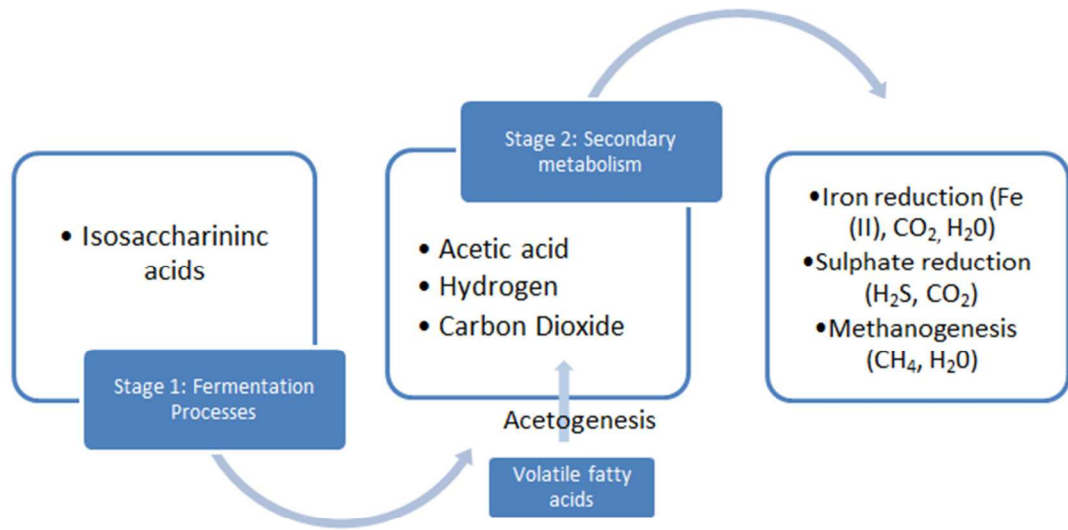 • Isosaccharininc
acids
Stage 1: Fermentation
Processes
Stage 2: Secondary
metabolism
• Acetic acid
• Hydrogen
• Carbon Dioxide
Acetogenesis
Volatile fatty
acids
•Iron reduction (Fe
(II), CO₂, H₂0)
•Sulphate reduction
(H₂S, CO₂)
•Methanogenesis
(CH₄, H₂0)